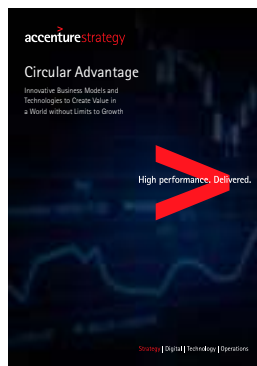 accenturestrategy
Circular Advantage
Innovative Business Models and
Technologies to Create Value in
a World without Limits to Growth
High performance. Delivered.
Strategy | Digital | Technology | Operations